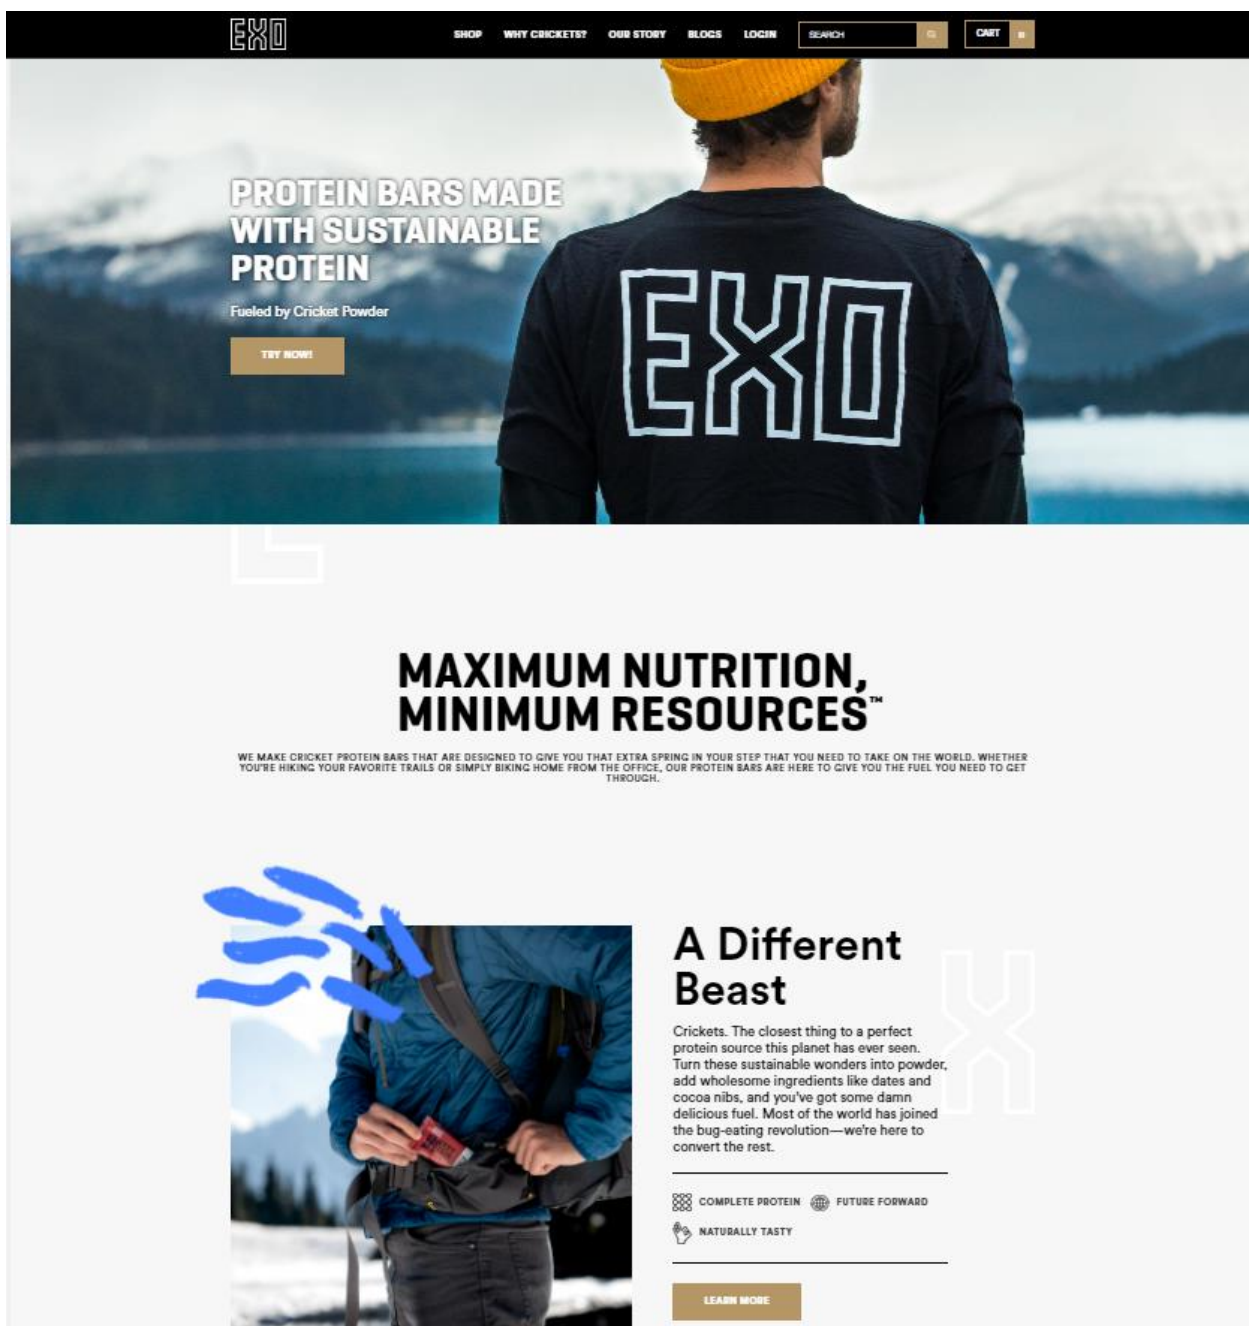 EXO
SHOP WHY CRICKETS? OUR STORY BLOGS LOGIN SEARCH CART
PROTEIN BARS MADE
WITH SUSTAINABLE
PROTEIN
Fueled by Cricket Powder
TRY NOW!
EXO
MAXIMUM NUTRITION,
MINIMUM RESOURCES™
WE MAKE CRICKET PROTEIN BARS THAT ARE DESIGNED TO GIVE YOU THAT EXTRA SPRING IN YOUR STEP THAT YOU NEED TO TAKE ON THE WORLD. WHETHER
YOU'RE HIKING YOUR FAVORITE TRAILS OR SIMPLY BIKING HOME FROM THE OFFICE, OUR PROTEIN BARS ARE HERE TO GIVE YOU THE FUEL YOU NEED TO GET
THROUGH.
A Different
Beast
X
Crickets. The closest thing to a perfect
protein source this planet has ever seen.
Turn these sustainable wonders into powder,
add wholesome ingredients like dates and
cocoa nibs, and you've got some damn
delicious fuel. Most of the world has joined
the bug-eating revolution—we're here to
convert the rest.
COMPLETE PROTEIN FUTURE FORWARD
NATURALLY TASTY
LEARN MORE